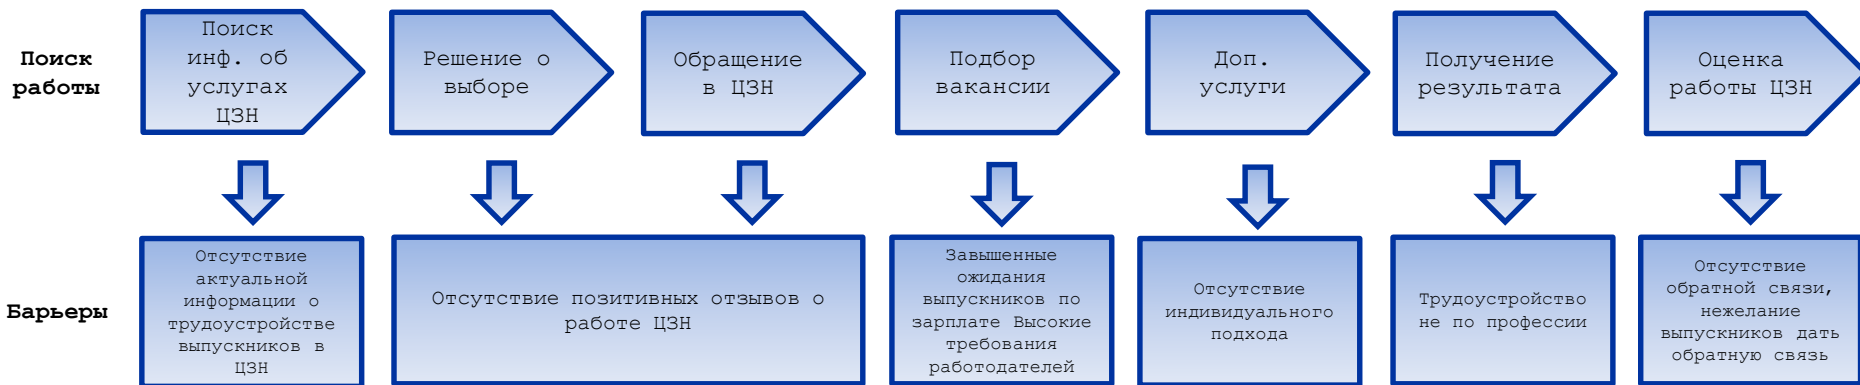 Поиск
работы
Поиск
инф. об
услугах
ЦЗН
Решение о
выборе
Обращение
в ЦЗН
Подбор
вакансии
Доп.
услуги
Получение
результата
Оценка
работы ЦЗН
Барьеры
Отсутствие
актуальной
информации о
трудоустройстве
выпускников в
ЦЗН
Отсутствие позитивных отзывов о
работе ЦЗН
Завышенные
ожидания
выпускников по
зарплате Высокие
требования
работодателей
Отсутствие
индивидуального
подхода
Трудоустройство
не по профессии
Отсутствие
обратной связи,
нежелание
выпускников дать
обратную связь